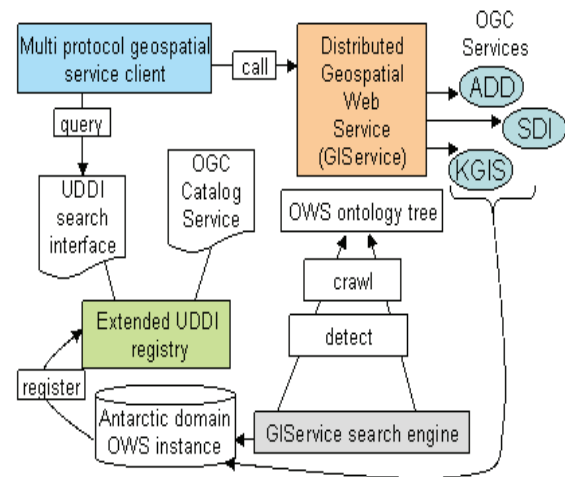 Multi protocol geospatial
service client
call
Distributed
Geospatial
Web
Service
(GIService)
OGC
Services
ADD
SDI
KGIS
query
UDDI
search
interface
OGC
Catalog
Service
OWS ontology tree
crawl
detect
Extended UDDI
registry
register
Antarctic domain
OWS instance
GIService search engine